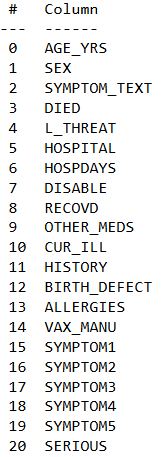 #   Column
---  ------
0   AGE_YRS
1   SEX
2   SYMPTOM_TEXT
3   DIED
4   L_THREAT
5   HOSPITAL
6   HOSPDAYS
7   DISABLE
8   RECOVD
9   OTHER_MEDS
10  CUR_ILL
11  HISTORY
12  BIRTH_DEFECT
13  ALLERGIES
14  VAX_MANU
15  SYMPTOM1
16  SYMPTOM2
17  SYMPTOM3
18  SYMPTOM4
19  SYMPTOM5
20  SERIOUS